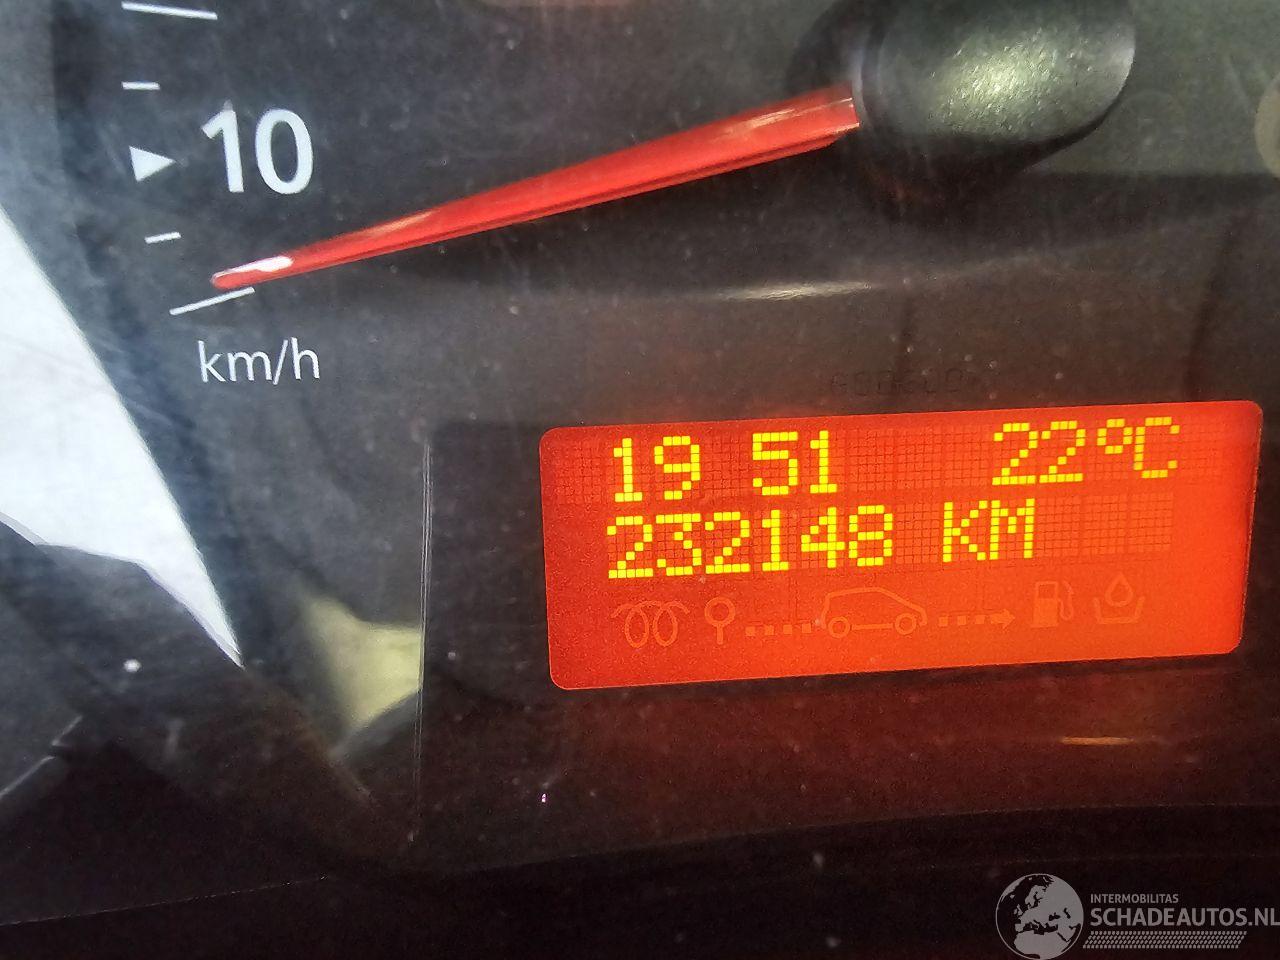 10
km/h
19 51 22°C
232148 KM
INTERMOBILITAS
SCHADEAUTOS.NL